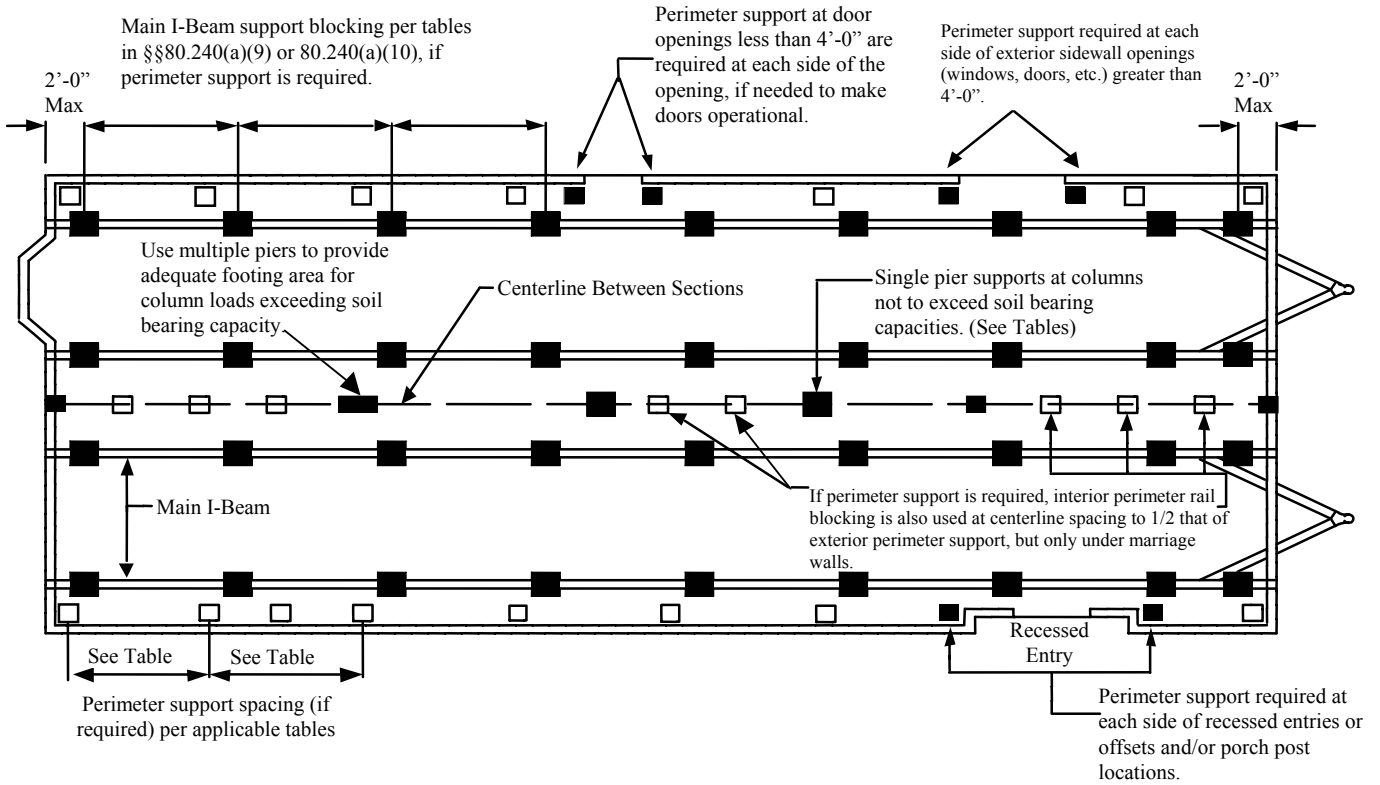 Main I-Beam support blocking per tables
in §§80.240(a)(9) or 80.240(a)(10), if
perimeter support is required.
Perimeter support at door
openings less than 4’-0” are
required at each side of the
opening, if needed to make
doors operational.
Perimeter support required at each
side of exterior sidewall openings
(windows, doors, etc.) greater than
4’-0”.
2’-0”
Max
2’-0”
Max
Use multiple piers to provide
adequate footing area for
column loads exceeding soil
bearing capacity.
Centerline Between Sections
Single pier supports at columns
not to exceed soil bearing
capacities. (See Tables)
Main I-Beam
If perimeter support is required, interior perimeter rail
blocking is also used at centerline spacing to 1/2 that of
exterior perimeter support, but only under marriage
walls.
Recessed
Entry
See Table
See Table
Perimeter support spacing (if
required) per applicable tables
Perimeter support required at
each side of recessed entries or
offsets and/or porch post
locations.